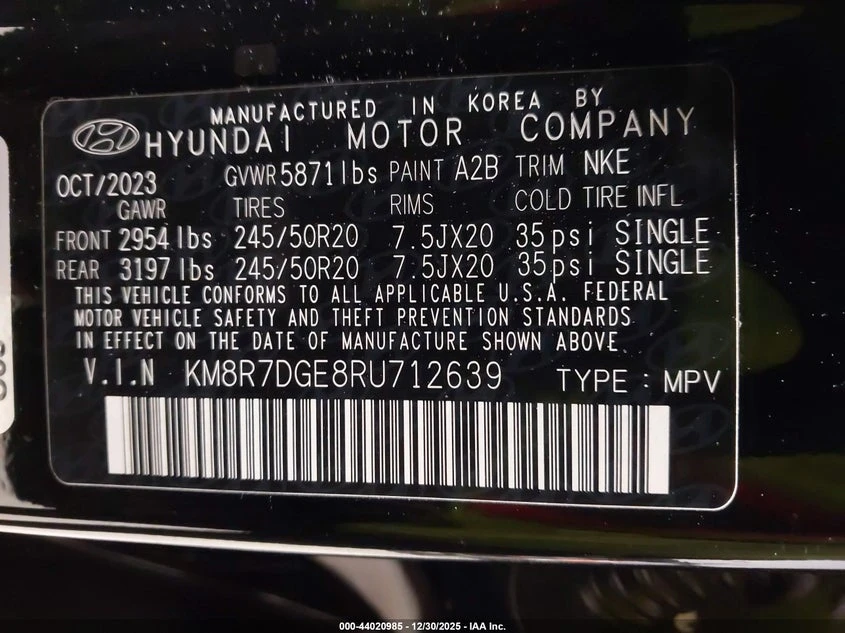 MANUFACTURED IN KOREA BY
HYUNDAI MOTOR COMPANY
OCT/2023 GVWR 5871lbs PAINT A2B TRIM NKE
GAWR TIRES RIMS COLD TIRE INFL
FRONT 2954lbs 245/50R20 7.5JX20 35psi SINGLE
REAR 3197lbs 245/50R20 7.5JX20 35psi SINGLE
THIS VEHICLE CONFORMS TO ALL APPLICABLE U.S.A. FEDERAL
MOTOR VEHICLE SAFETY AND THEFT PREVENTION STANDARDS
IN EFFECT ON THE DATE OF MANUFACTURE SHOWN ABOVE
V.I.N KM8R7DGE8RU712639 TYPE : MPV
000-44020985 - 12/30/2025 - IAA Inc.